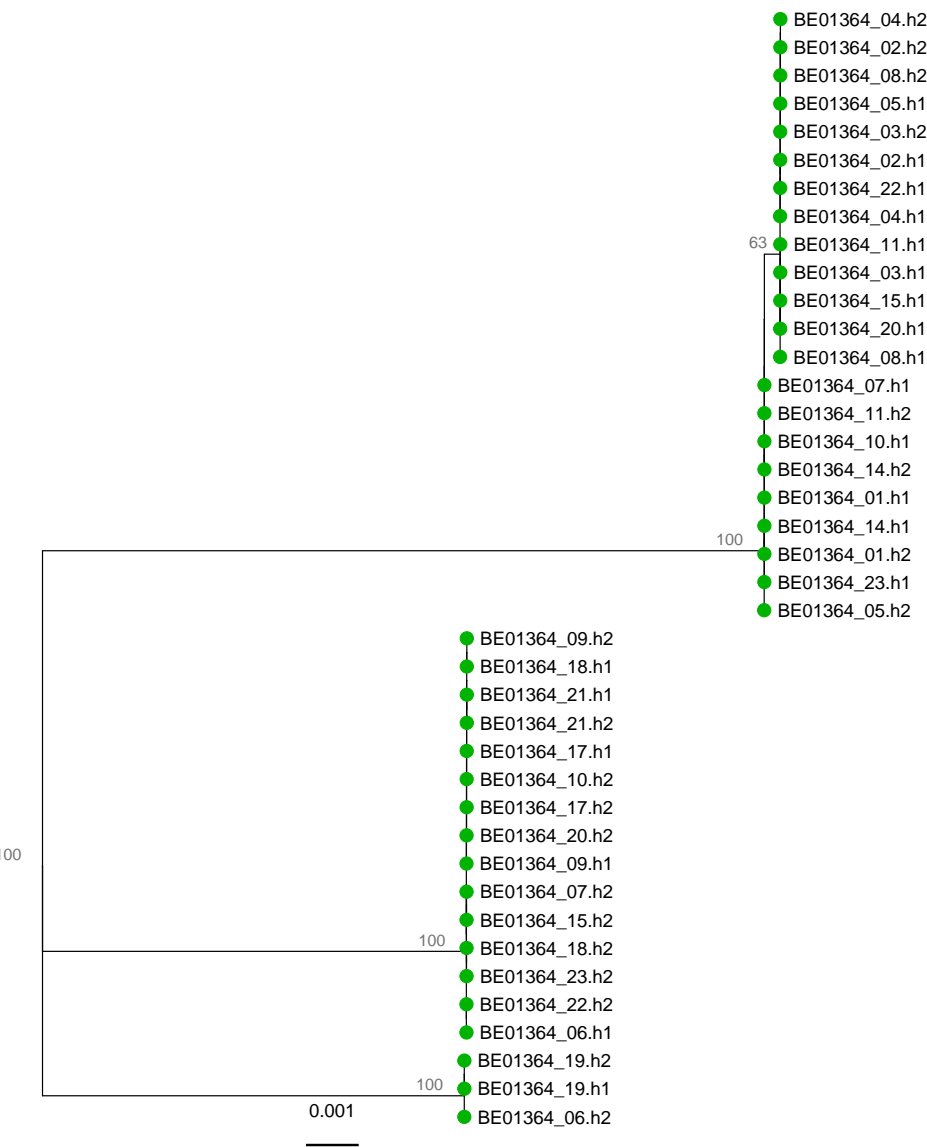 BE01364_04.h2
BE01364_02.h2
BE01364_08.h2
BE01364_05.h1
BE01364_03.h2
BE01364_02.h1
BE01364_22.h1
BE01364_04.h1
63 BE01364_11.h1
BE01364_03.h1
BE01364_15.h1
BE01364_20.h1
BE01364_08.h1
BE01364_07.h1
BE01364_11.h2
BE01364_10.h1
BE01364_14.h2
BE01364_01.h1
BE01364_14.h1
100 BE01364_01.h2
BE01364_23.h1
BE01364_05.h2
BE01364_09.h2
BE01364_18.h1
BE01364_21.h1
BE01364_21.h2
BE01364_17.h1
BE01364_10.h2
BE01364_17.h2
BE01364_20.h2
100 BE01364_09.h1
BE01364_07.h2
BE01364_15.h2
100 BE01364_18.h2
BE01364_23.h2
BE01364_22.h2
BE01364_06.h1
BE01364_19.h2
100 BE01364_19.h1
0.001 BE01364_06.h2